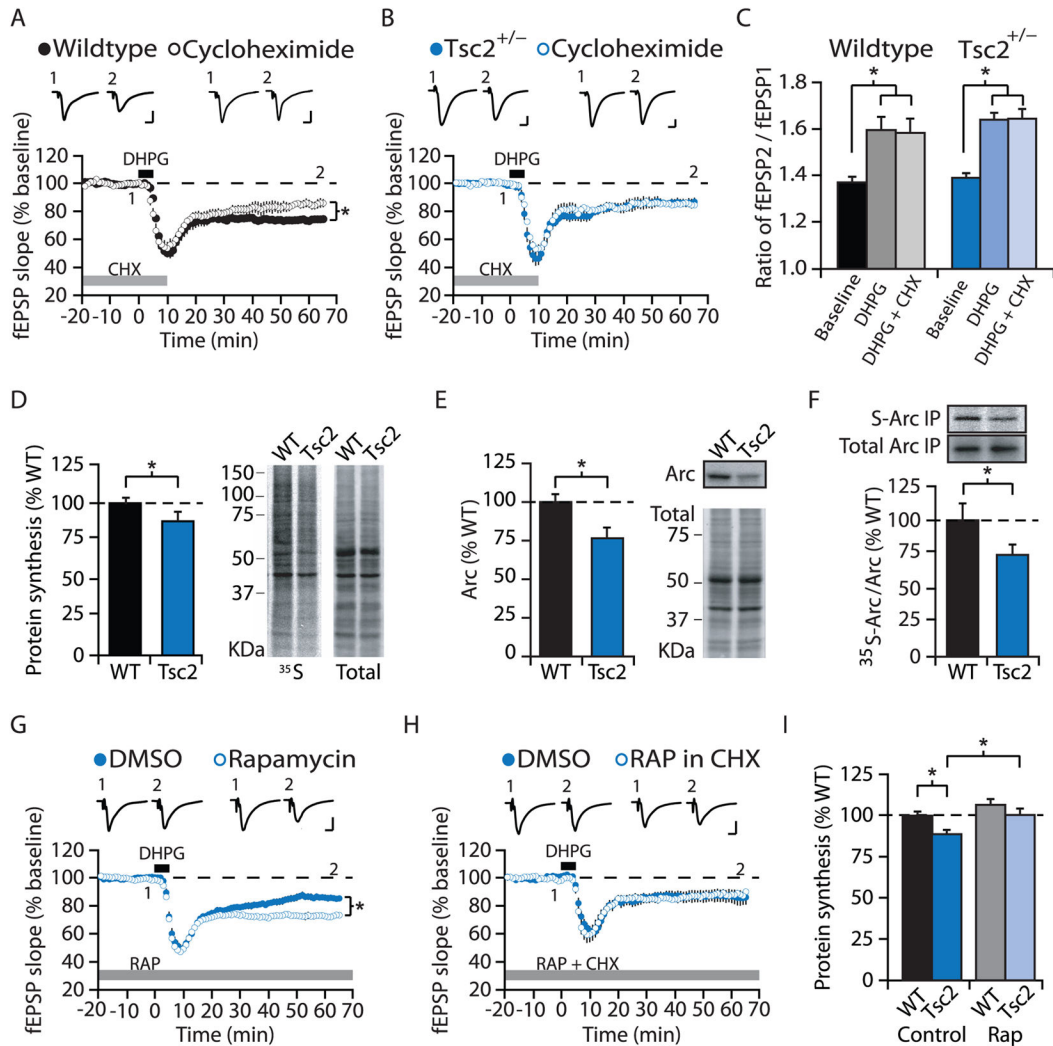 A
●Wildtype ○Cycloheximide
1 2 1 2
fEPSP slope (% baseline)
120
100
80
60
40
20
DHPG
1
2
*
CHX
-20 -10 0 10 20 30 40 50 60 70
Time (min)
B
●Tsc2+/– ○Cycloheximide
1 2 1 2
fEPSP slope (% baseline)
120
100
80
60
40
20
DHPG
1
2
CHX
-20 -10 0 10 20 30 40 50 60 70
Time (min)
C
Wildtype Tsc2+/–
* *
Ratio of fEPSP2 / fEPSP1
1.8
1.6
1.4
1.2
1.0
Baseline
DHPG
DHPG + CHX
Baseline
DHPG
DHPG + CHX
D
Protein synthesis (% WT)
125
100
75
50
25
0
*
WT Tsc2
WT Tsc2 WT Tsc2
150
100
75
50
37
KDa
35S Total
E
Arc (% WT)
125
100
75
50
25
0
*
WT Tsc2
WT Tsc2
Arc
Total
75
50
37
KDa
F
S-Arc IP
Total Arc IP
35S-Arc/Arc (% WT)
125
100
75
50
25
0
*
WT Tsc2
G
●DMSO ○Rapamycin
1 2 1 2
fEPSP slope (% baseline)
120
100
80
60
40
20
DHPG
1
2
*
RAP
-20 -10 0 10 20 30 40 50 60 70
Time (min)
H
●DMSO ○RAP in CHX
1 2 1 2
fEPSP slope (% baseline)
120
100
80
60
40
20
DHPG
1
2
RAP + CHX
-20 -10 0 10 20 30 40 50 60 70
Time (min)
I
Protein synthesis (% WT)
125
100
75
50
25
0
* *
WT Tsc2 WT Tsc2
Control Rap